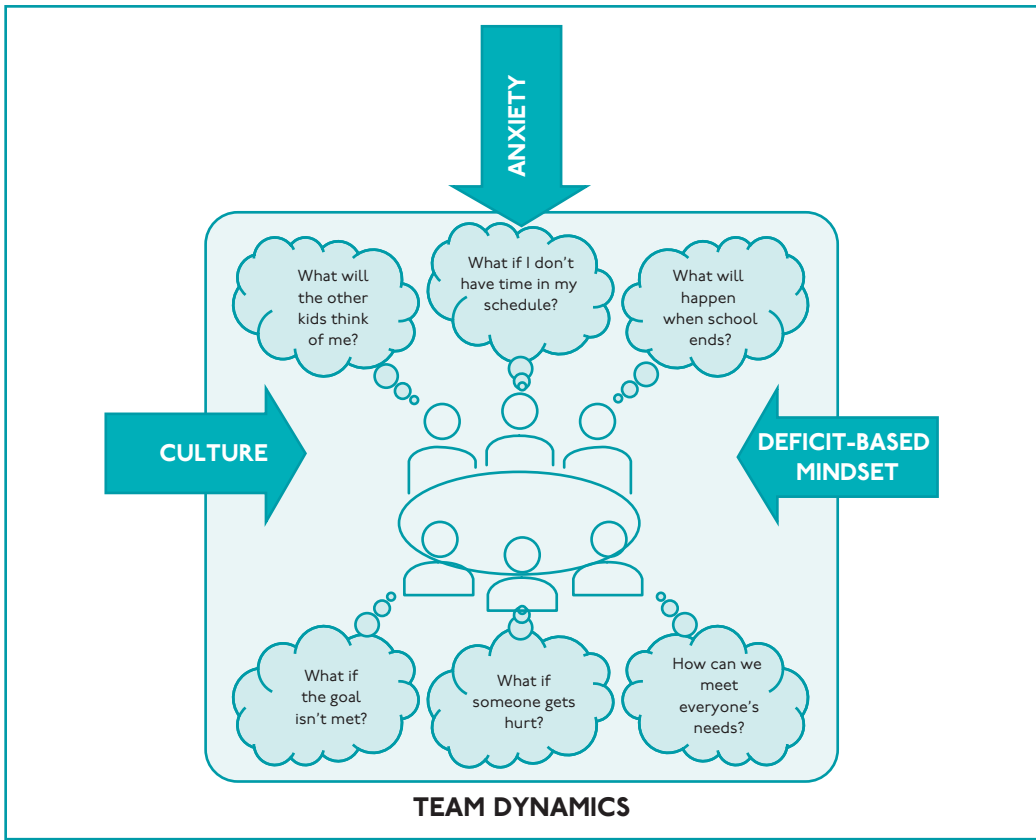 ANXIETY
What will
the other
kids think
of me?
What if I don't
have time in my
schedule?
What will
happen
when school
ends?
CULTURE
DEFICIT-BASED
MINDSET
What if
the goal
isn't met?
What if
someone gets
hurt?
How can we
meet
everyone's
needs?
TEAM DYNAMICS